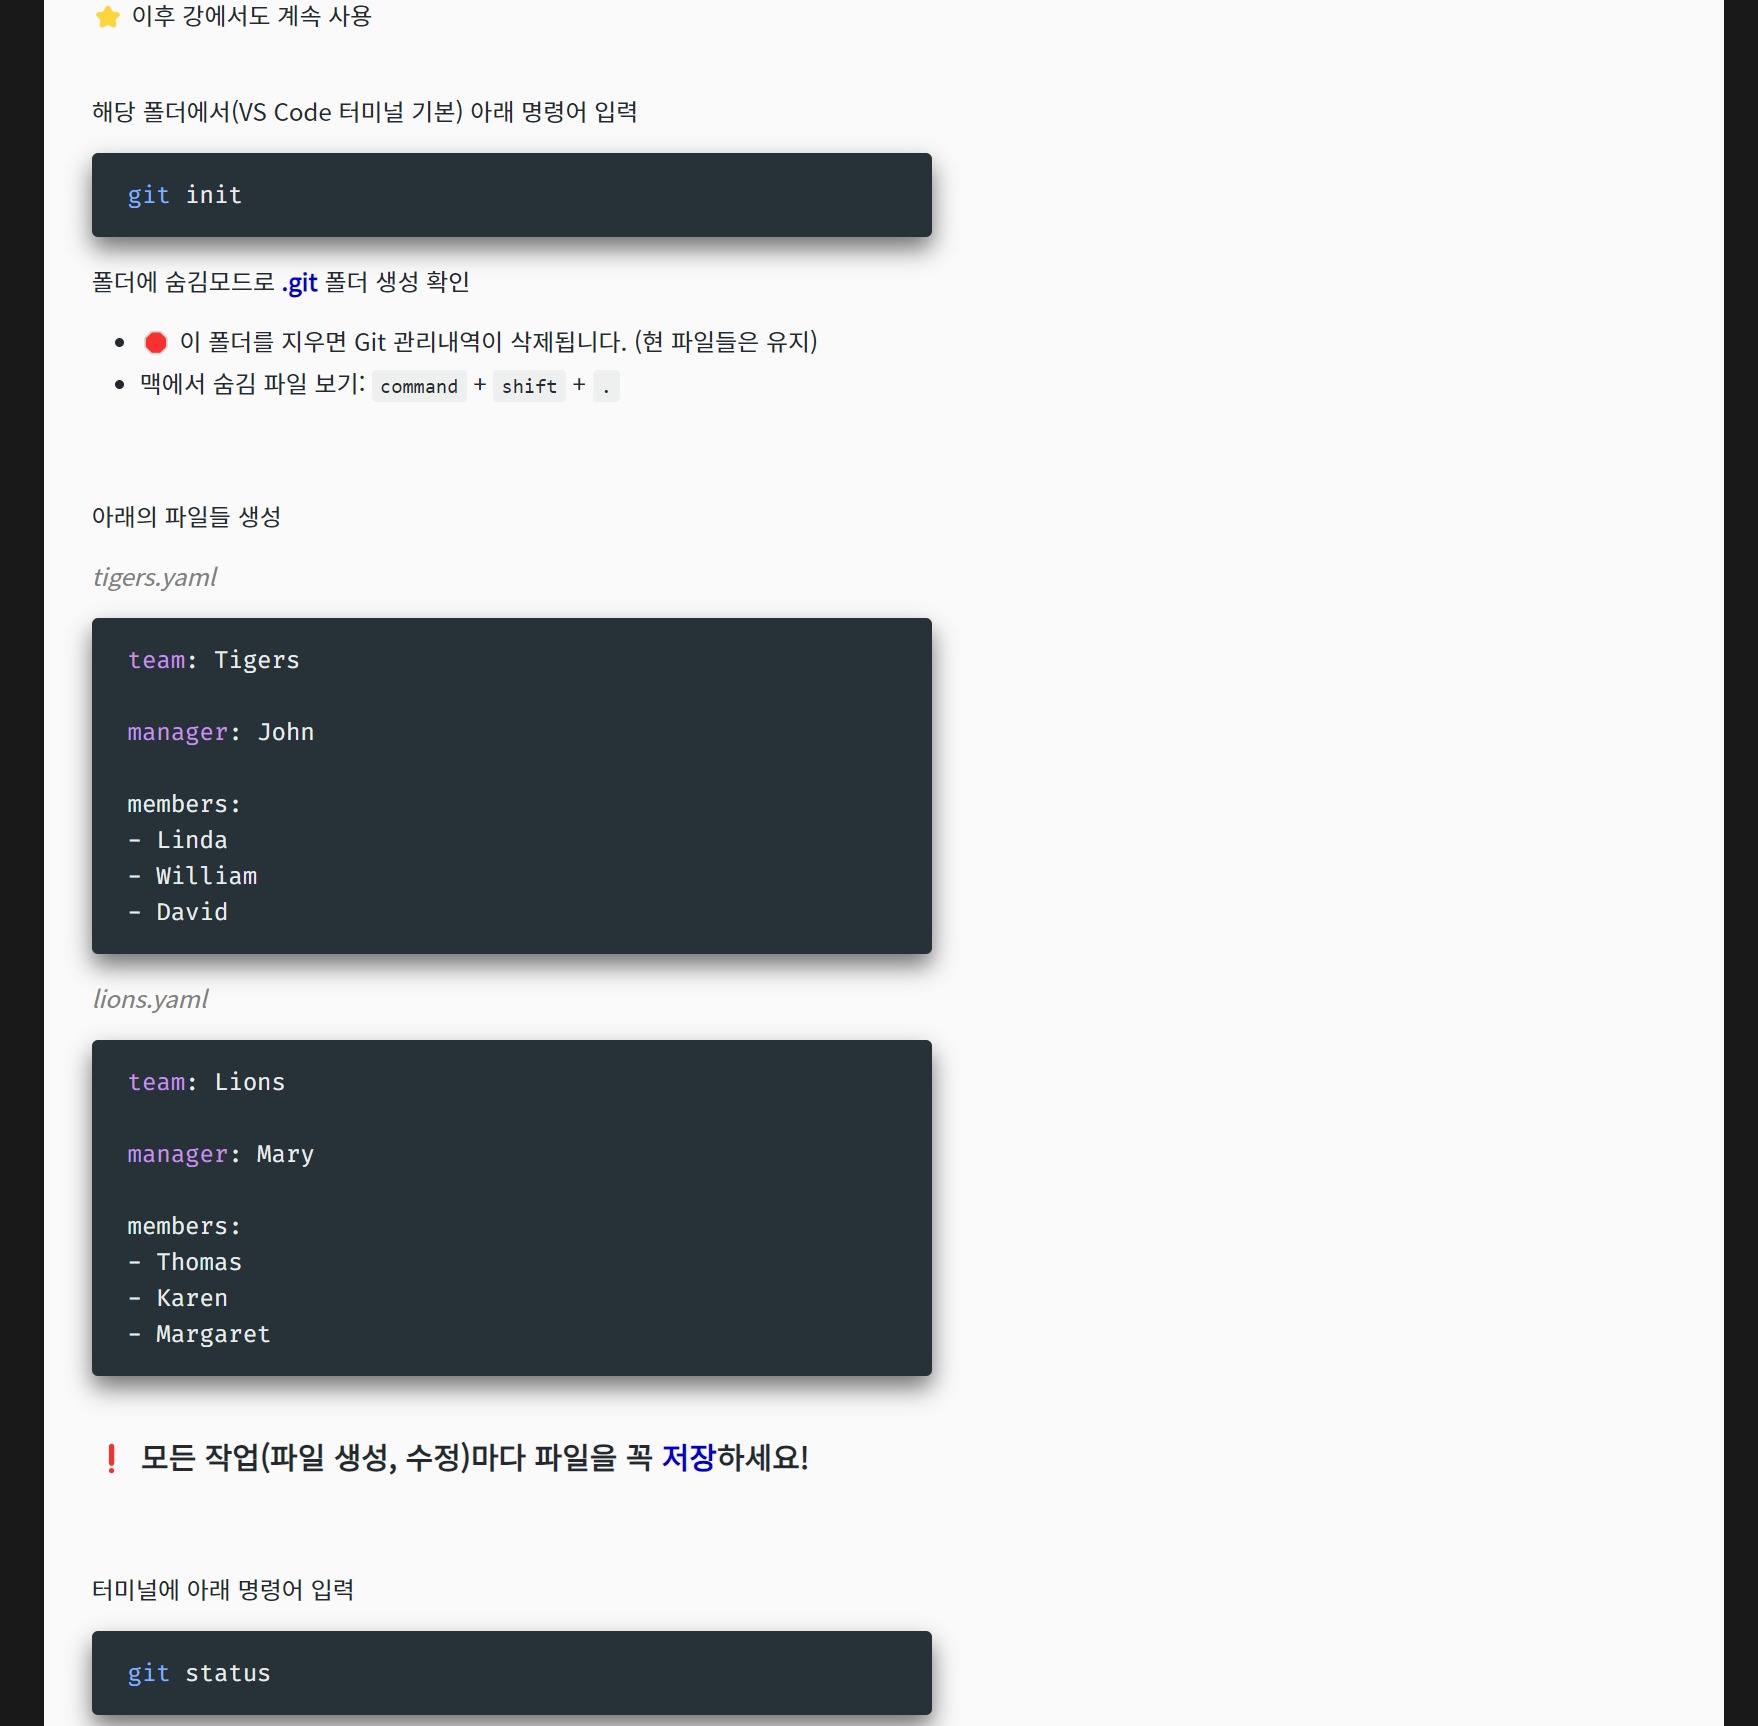 ⭐ 이후 강에서도 계속 사용
해당 폴더에서(VS Code 터미널 기본) 아래 명령어 입력
git init
폴더에 숨김모드로 .git 폴더 생성 확인
• 🛑 이 폴더를 지우면 Git 관리내역이 삭제됩니다. (현 파일들은 유지)
• 맥에서 숨김 파일 보기: command + shift + .
아래의 파일들 생성
tigers.yaml
team: Tigers
manager: John
members:
- Linda
- William
- David
lions.yaml
team: Lions
manager: Mary
members:
- Thomas
- Karen
- Margaret
❗ 모든 작업(파일 생성, 수정)마다 파일을 꼭 저장하세요!
터미널에 아래 명령어 입력
git status